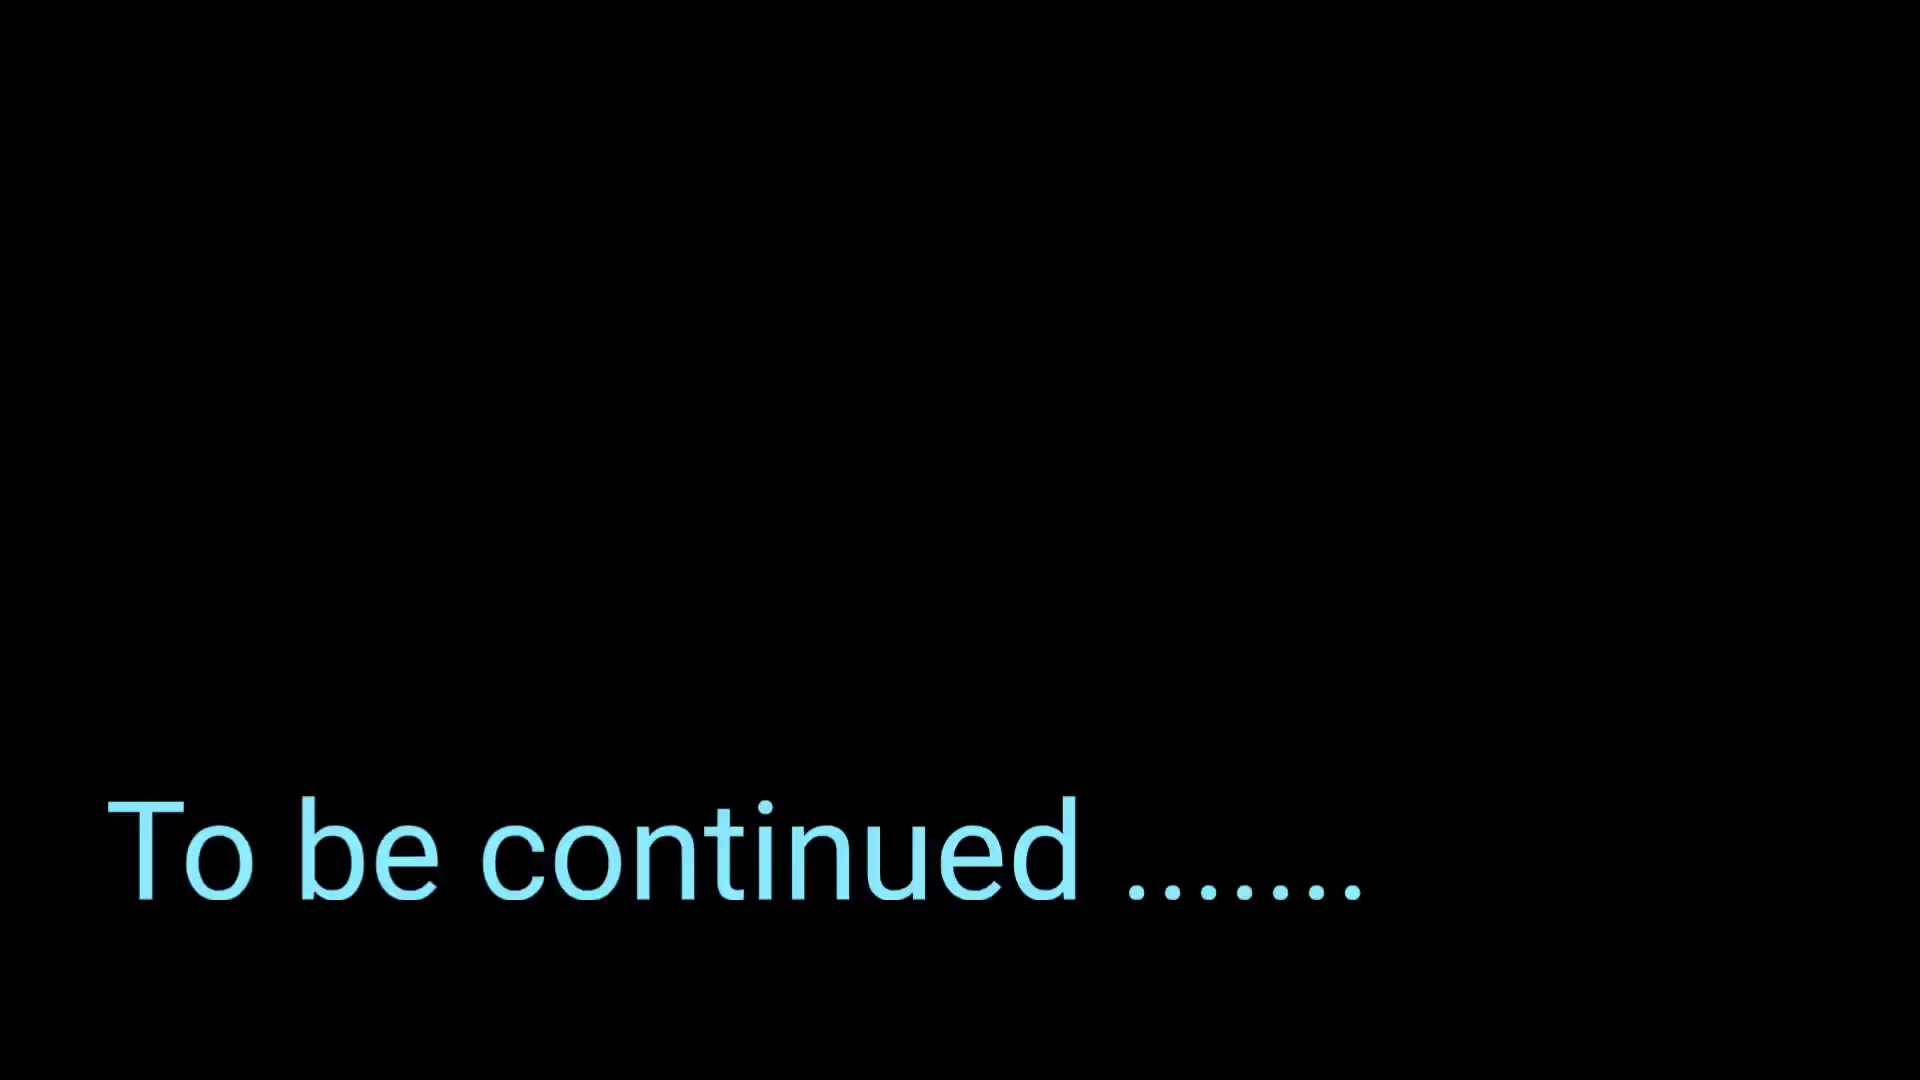 To be continued .......